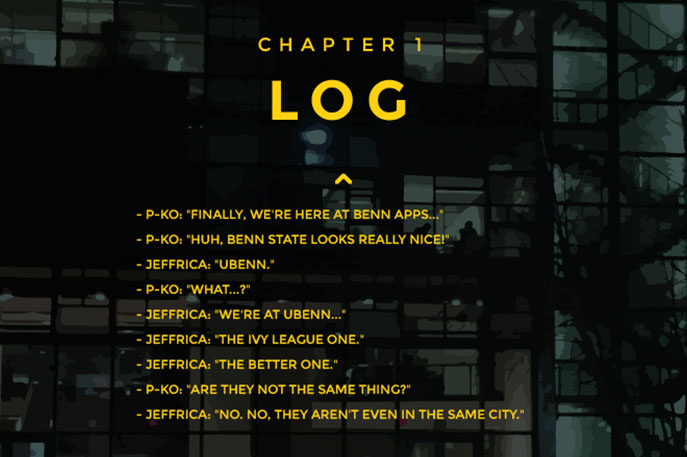 CHAPTER 1
LOG
- P-KO: "FINALLY, WE'RE HERE AT BENN APPS..."
- P-KO: "HUH, BENN STATE LOOKS REALLY NICE!"
- JEFFRICA: "UBENN."
- P-KO: "WHAT...?"
- JEFFRICA: "WE'RE AT UBENN..."
- JEFFRICA: "THE IVY LEAGUE ONE."
- JEFFRICA: "THE BETTER ONE."
- P-KO: "ARE THEY NOT THE SAME THING?"
- JEFFRICA: "NO. NO, THEY AREN'T EVEN IN THE SAME CITY."